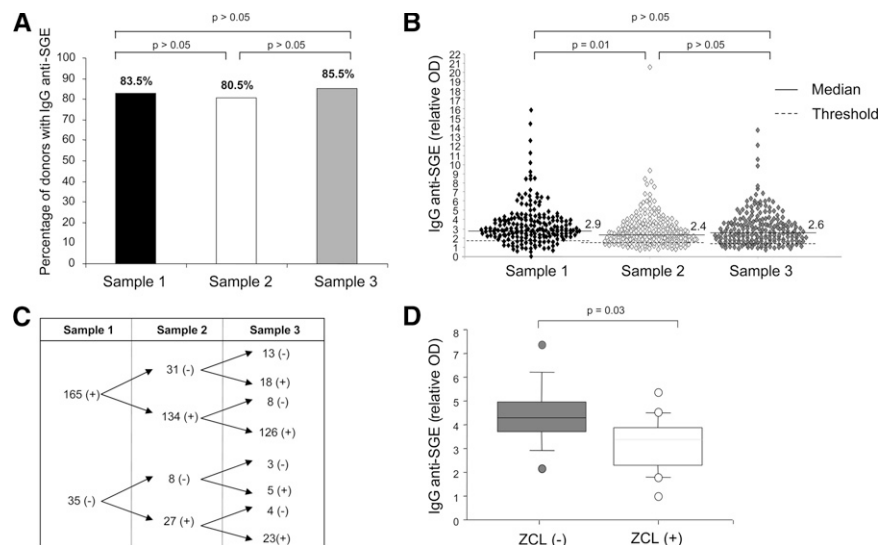 A
p > 0.05
p > 0.05
p > 0.05
Percentage of donors with IgG anti-SGE
100
90
80
70
60
50
40
30
20
10
0
83.5%
80.5%
85.5%
Sample 1
Sample 2
Sample 3
B
p > 0.05
p = 0.01
p > 0.05
IgG anti-SGE (relative OD)
22
21
20
19
18
17
16
15
14
13
12
11
10
9
8
7
6
5
4
3
2
1
0
2.9
2.4
2.6
Median
Threshold
Sample 1
Sample 2
Sample 3
C
Sample 1
Sample 2
Sample 3
13 (-)
31 (-)
18 (+)
165 (+)
8 (-)
134 (+)
126 (+)
3 (-)
8 (-)
5 (+)
35 (-)
4 (-)
27 (+)
23(+)
D
p = 0.03
IgG anti-SGE (relative OD)
8
7
6
5
4
3
2
1
0
ZCL (-)
ZCL (+)